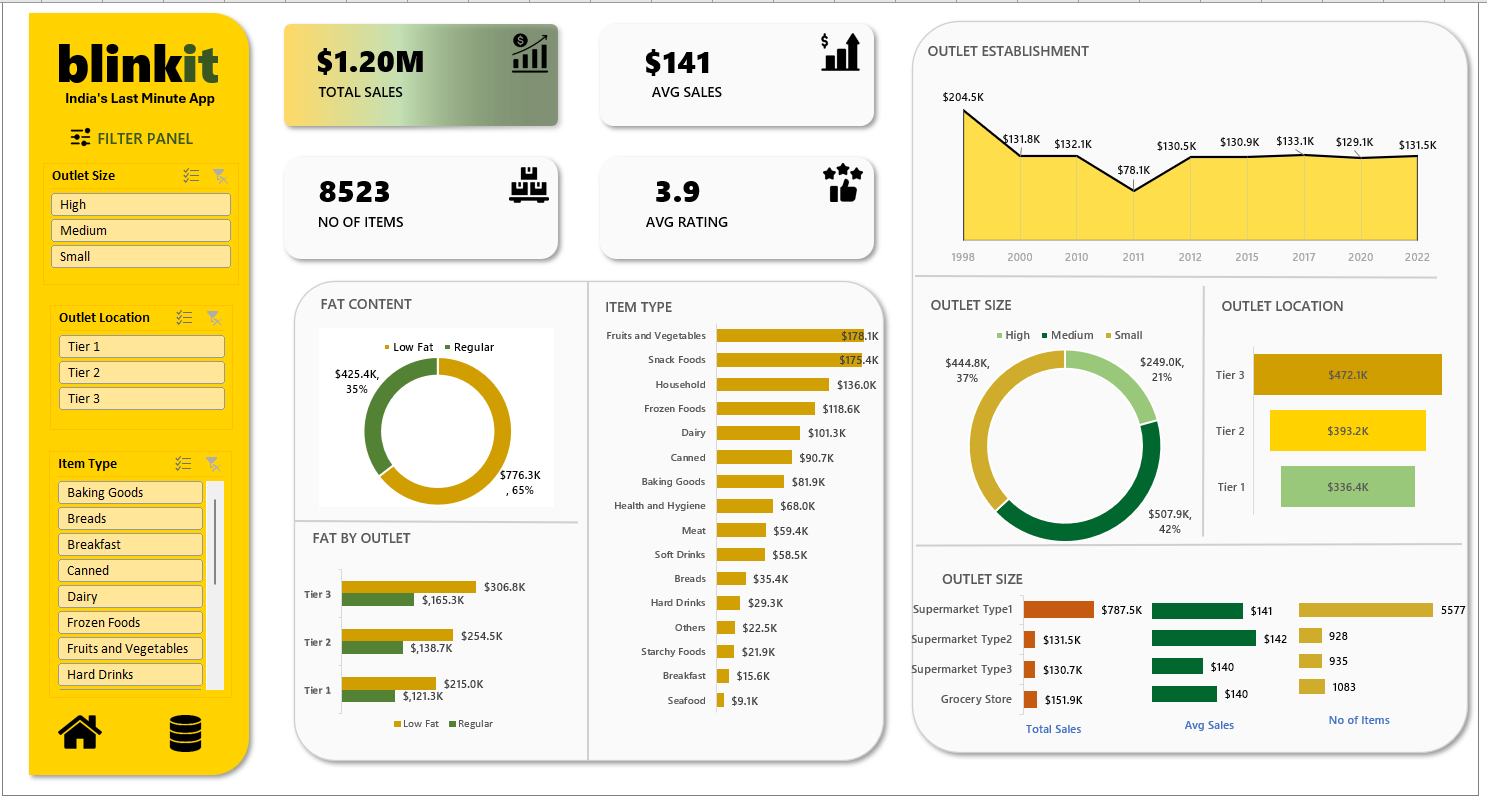 blinkit
India's Last Minute App
FILTER PANEL
Outlet Size
High
Medium
Small
Outlet Location
Tier 1
Tier 2
Tier 3
Item Type
Baking Goods
Breads
Breakfast
Canned
Dairy
Frozen Foods
Fruits and Vegetables
Hard Drinks
$1.20M
TOTAL SALES
$141
AVG SALES
8523
NO OF ITEMS
3.9
AVG RATING
FAT CONTENT
Low Fat Regular
$425.4K,
35%
$776.3K
, 65%
FAT BY OUTLET
Tier 3 $306.8K
$,165.3K
Tier 2 $254.5K
$,138.7K
Tier 1 $215.0K
$,121.3K
Low Fat Regular
ITEM TYPE
Fruits and Vegetables $178.1K
Snack Foods $175.4K
Household $136.0K
Frozen Foods $118.6K
Dairy $101.3K
Canned $90.7K
Baking Goods $81.9K
Health and Hygiene $68.0K
Meat $59.4K
Soft Drinks $58.5K
Breads $35.4K
Hard Drinks $29.3K
Others $22.5K
Starchy Foods $21.9K
Breakfast $15.6K
Seafood $9.1K
OUTLET ESTABLISHMENT
$204.5K $131.8K $132.1K $78.1K $130.5K $130.9K $133.1K $129.1K $131.5K
1998 2000 2010 2011 2012 2015 2017 2020 2022
OUTLET SIZE
High Medium Small
$444.8K,
37%
$249.0K,
21%
$507.9K,
42%
OUTLET LOCATION
Tier 3 $472.1K
Tier 2 $393.2K
Tier 1 $336.4K
OUTLET SIZE
Supermarket Type1 $787.5K $141 5577
Supermarket Type2 $131.5K $142 928
Supermarket Type3 $130.7K $140 935
Grocery Store $151.9K $140 1083
Total Sales Avg Sales No of Items